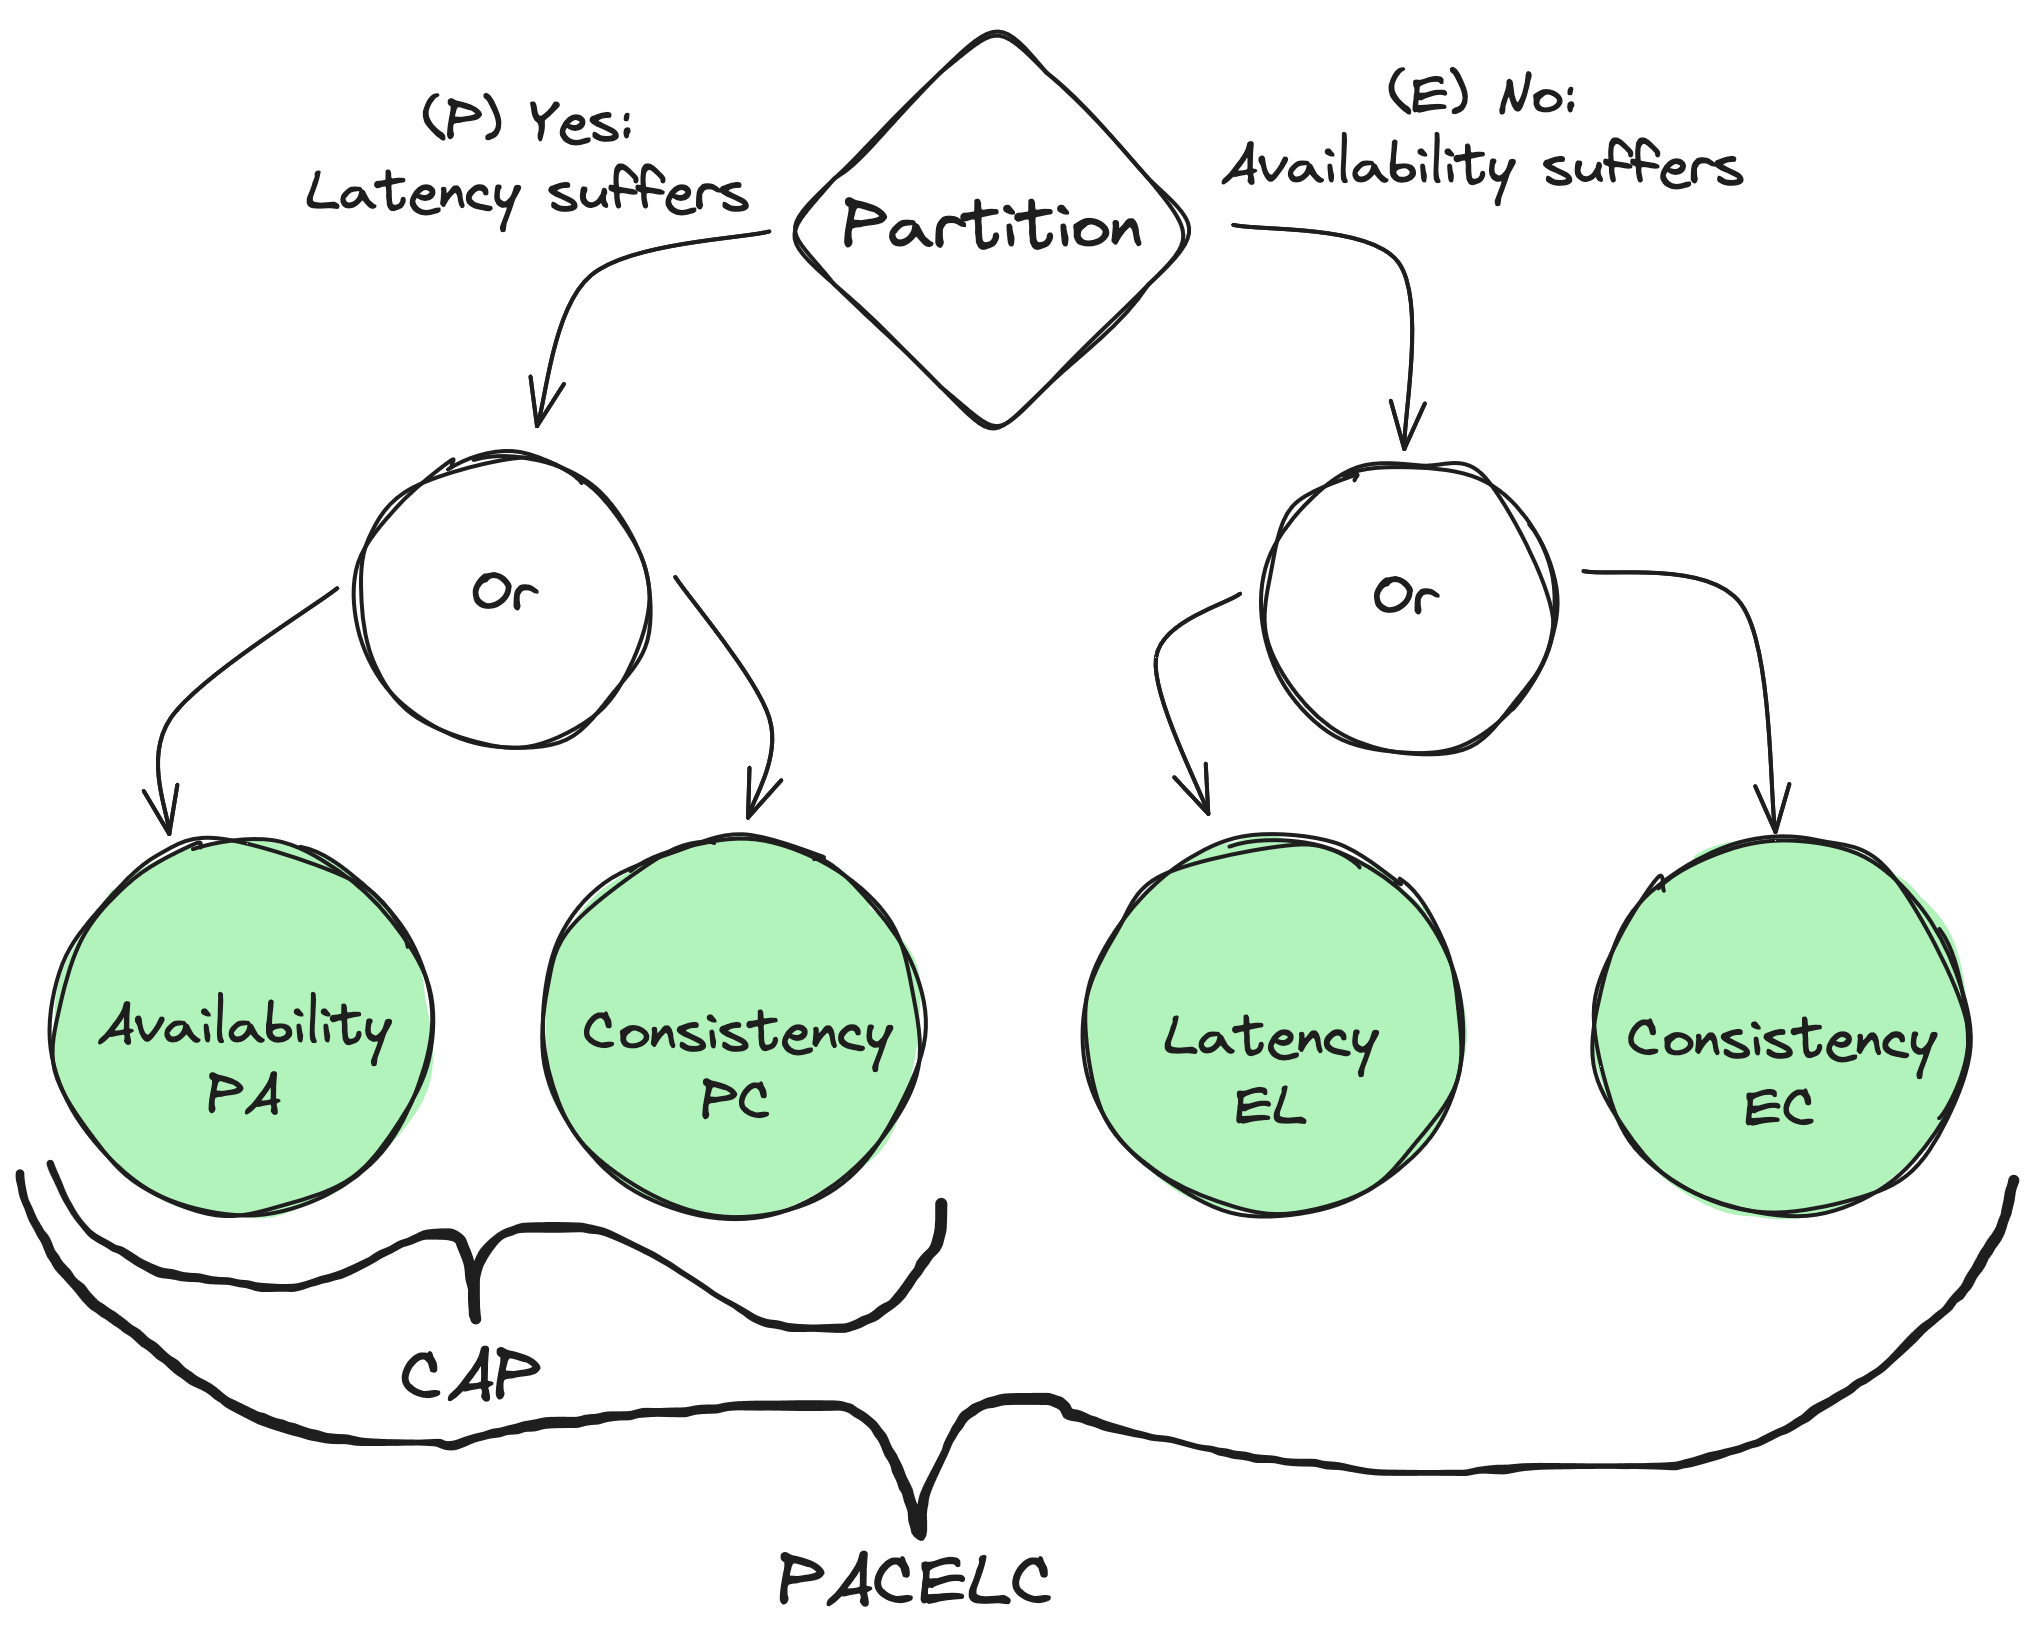 (P) Yes:
Latency suffers
(E) No:
Availability suffers
Partition
Or
Or
Availability
PA
Consistency
PC
Latency
EL
Consistency
EC
CAP
PACELC